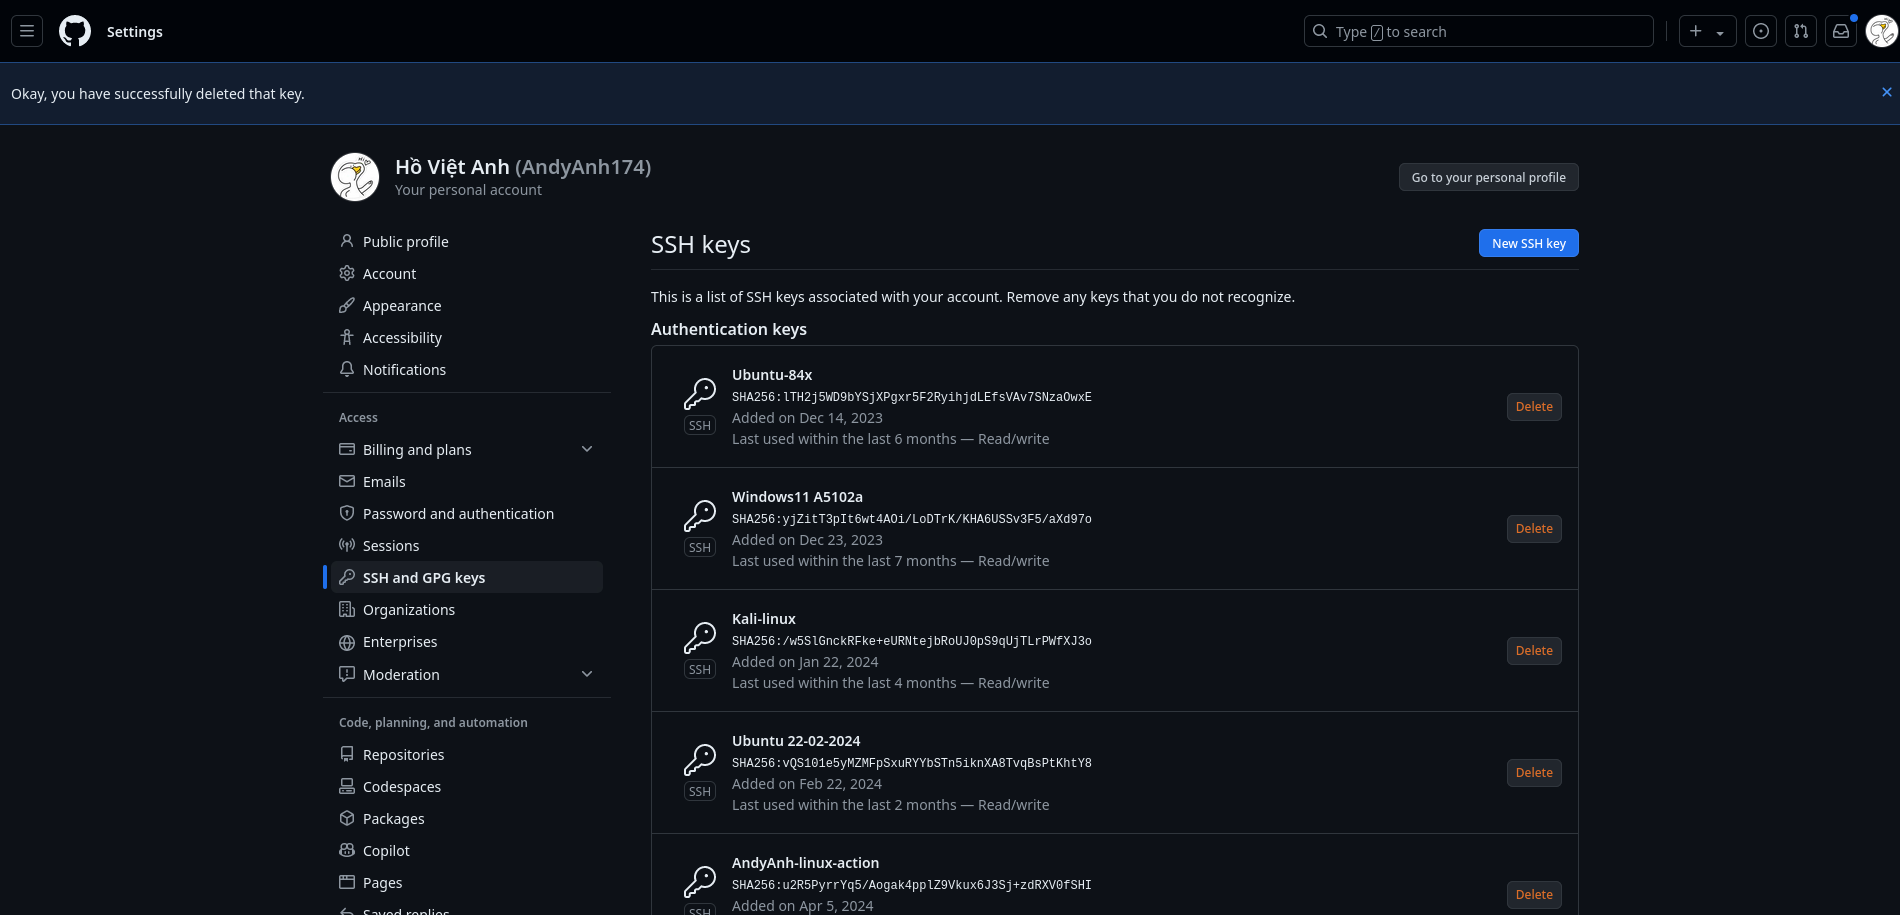 Settings
Type / to search
Okay, you have successfully deleted that key.
Hồ Việt Anh (AndyAnh174)
Your personal account
Go to your personal profile
Public profile
Account
Appearance
Accessibility
Notifications
Access
Billing and plans
Emails
Password and authentication
Sessions
SSH and GPG keys
Organizations
Enterprises
Moderation
Code, planning, and automation
Repositories
Codespaces
Packages
Copilot
Pages
Saved replies
SSH keys
New SSH key
This is a list of SSH keys associated with your account. Remove any keys that you do not recognize.
Authentication keys
Ubuntu-84x
SHA256:lTH2j5WD9bYSjXPgxr5F2RyihjdLEfsVAv7SNzaOwxE
Added on Dec 14, 2023
Last used within the last 6 months — Read/write
SSH
Delete
Windows11 A5102a
SHA256:yjZitT3pIt6wt4AOi/LoDTrK/KHA6USSv3F5/aXd97o
Added on Dec 23, 2023
Last used within the last 7 months — Read/write
SSH
Delete
Kali-linux
SHA256:/w5SlGnckRFke+eURNtejbRoUJ0pS9qUjTLrPWfXJ3o
Added on Jan 22, 2024
Last used within the last 4 months — Read/write
SSH
Delete
Ubuntu 22-02-2024
SHA256:vQS101e5yMZMFpSxuRYYbSTn5iknXA8TvqBsPtKhtY8
Added on Feb 22, 2024
Last used within the last 2 months — Read/write
SSH
Delete
AndyAnh-linux-action
SHA256:u2R5PyrrYq5/Aogak4pplZ9Vkux6J3Sj+zdRXV0fSHI
Added on Apr 5, 2024
SSH
Delete